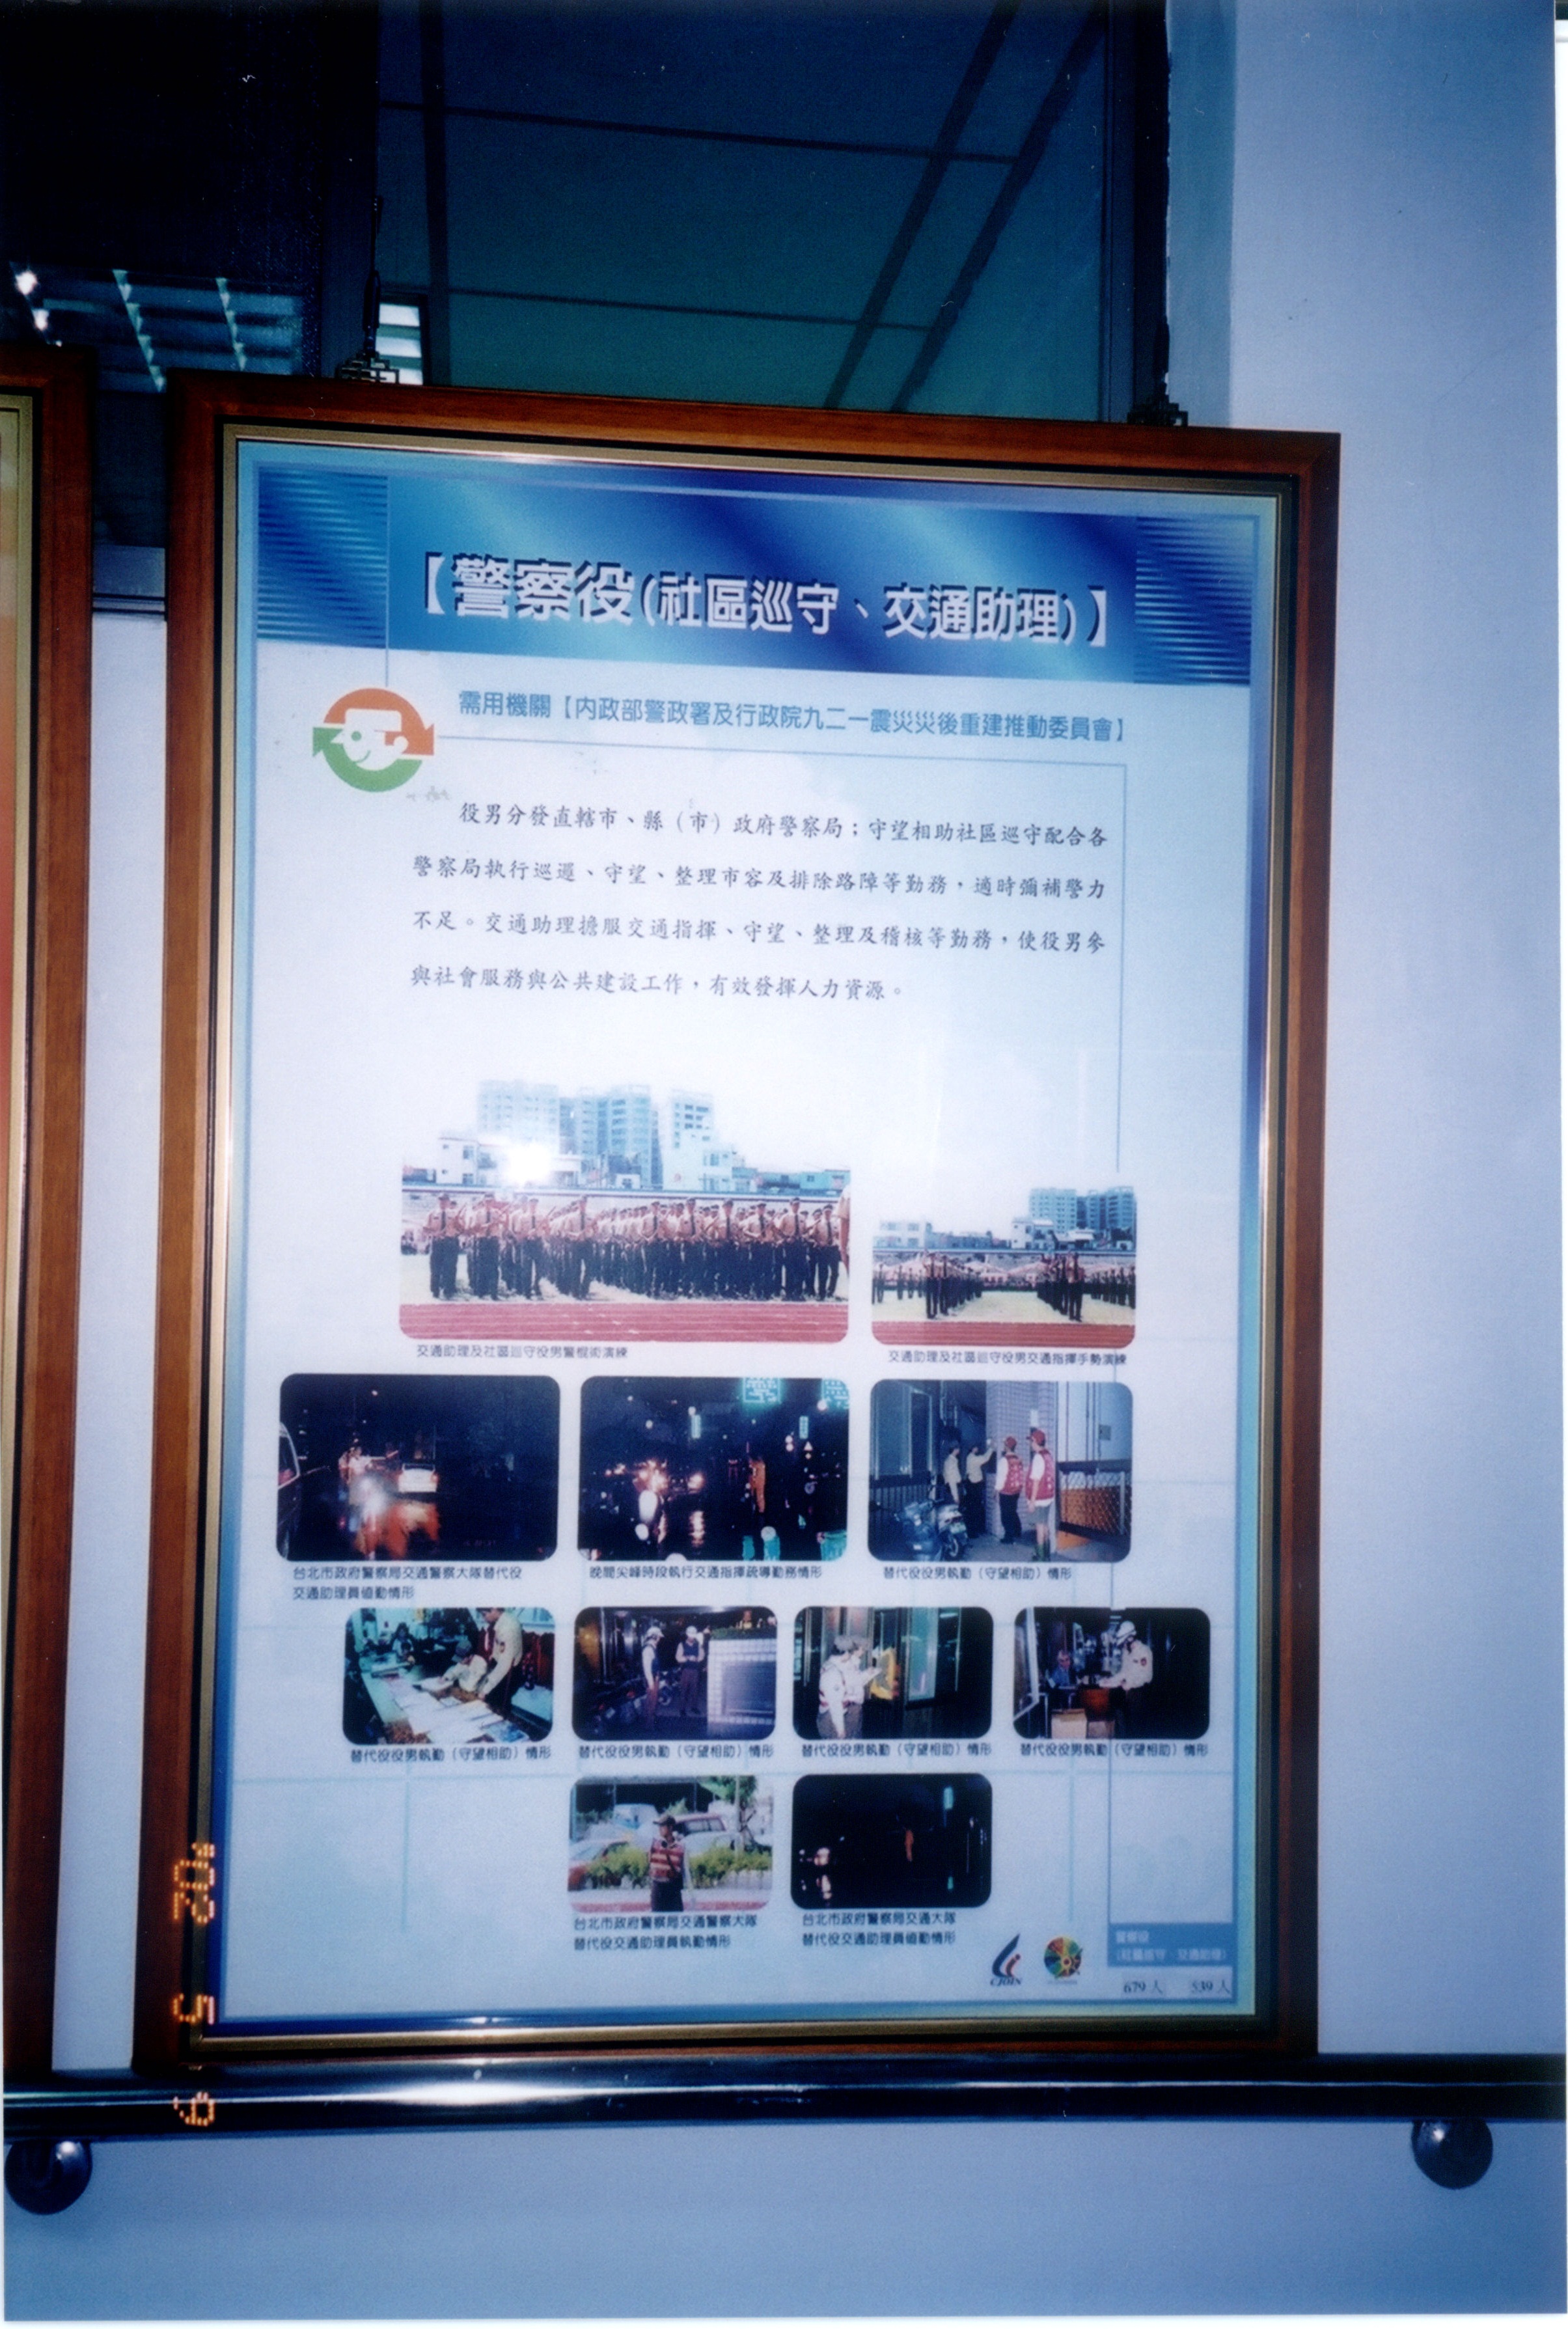 【警察役(社區巡守、交通助理)】
需用機關【內政部警政署及行政院九二一震災災後重建推動委員會】
役男分發直轄市、縣（市）政府警察局；守望相助社區巡守配合各
警察局執行巡邏、守望、整理市容及排除路障等勤務，適時彌補警力
不足。交通助理擔服交通指揮、守望、整理及稽核等勤務，使役男參
與社會服務與公共建設工作，有效發揮人力資源。
交通助理及社區巡守役男警棍術演練
交通助理及社區巡守役男交通指揮手勢演練
台北市政府警察局交通警察大隊替代役
交通助理員值勤情形
晚間尖峰時段執行交通指揮疏導勤務情形
替代役役男執勤（守望相助）情形
替代役役男執勤（守望相助）情形
替代役役男執勤（守望相助）情形
替代役役男執勤（守望相助）情形
替代役役男執勤（守望相助）情形
台北市政府警察局交通警察大隊
替代役交通助理員執勤情形
台北市政府警察局交通大隊
替代役交通助理員值勤情形
CJOIN
警察役
(社區巡守、交通助理)
679人 539人
'02 5 9